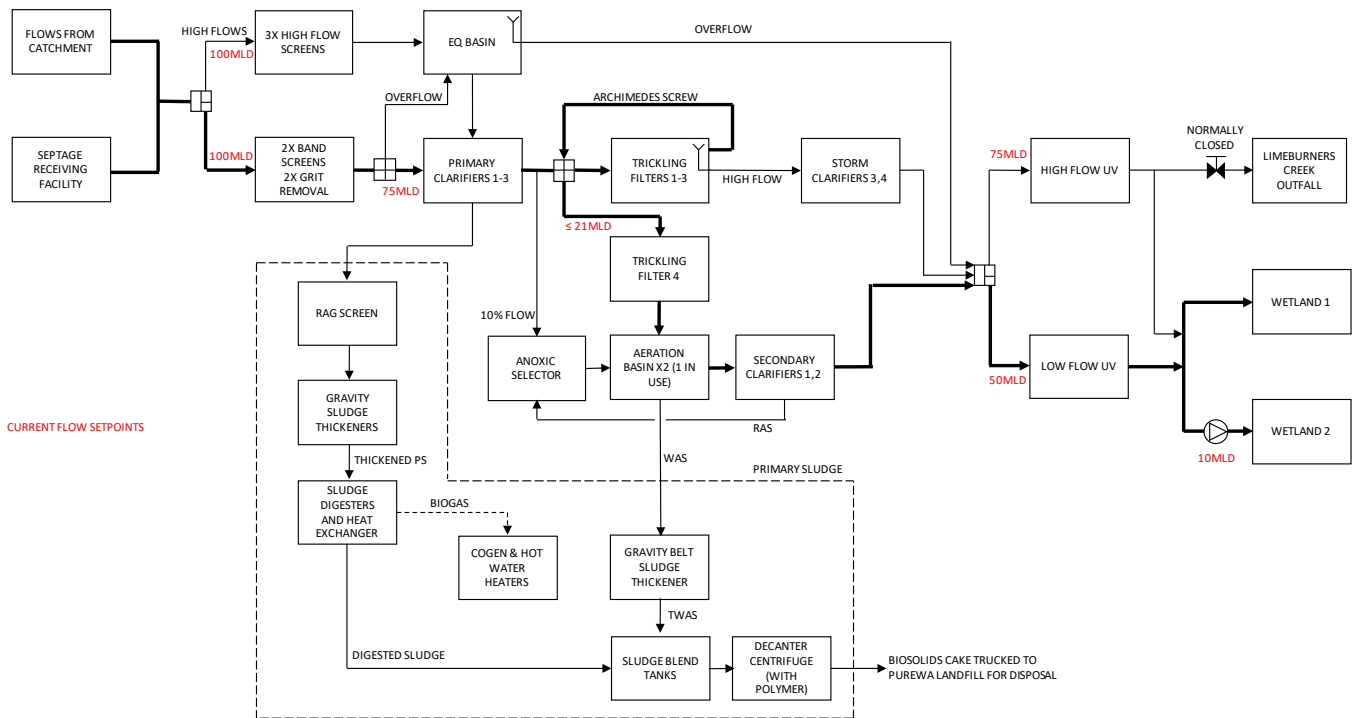 FLOWS FROM
CATCHMENT
HIGH FLOWS
100MLD
3X HIGH FLOW
SCREENS
EQ BASIN
OVERFLOW
OVERFLOW
SEPTAGE
RECEIVING
FACILITY
100MLD
2X BAND
SCREENS
2X GRIT
REMOVAL
75MLD
PRIMARY
CLARIFIERS 1-3
ARCHIMEDES SCREW
TRICKLING
FILTERS 1-3
HIGH FLOW
STORM
CLARIFIERS 3,4
75MLD
HIGH FLOW UV
NORMALLY
CLOSED
LIMEBURNERS
CREEK
OUTFALL
≤ 21MLD
TRICKLING
FILTER 4
RAG SCREEN
10% FLOW
ANOXIC
SELECTOR
AERATION
BASIN X2 (1 IN
USE)
SECONDARY
CLARIFIERS 1,2
RAS
50MLD
LOW FLOW UV
WETLAND 1
WETLAND 2
10MLD
CURRENT FLOW SETPOINTS
GRAVITY
SLUDGE
THICKENERS
THICKENED PS
WAS
PRIMARY SLUDGE
SLUDGE
DIGESTERS
AND HEAT
EXCHANGER
BIOGAS
COGEN & HOT
WATER
HEATERS
GRAVITY BELT
SLUDGE
THICKENER
TWAS
DIGESTED SLUDGE
SLUDGE BLEND
TANKS
DECANTER
CENTRIFUGE
(WITH
POLYMER)
BIOSOLIDS CAKE TRUCKED TO
PUREWA LANDFILL FOR DISPOSAL